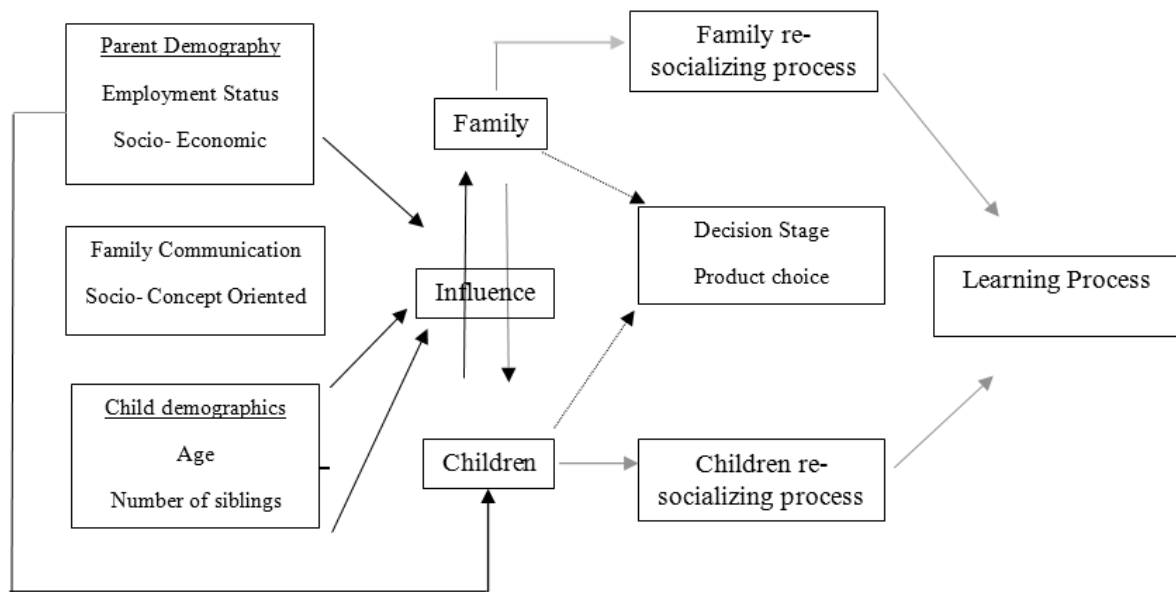 Parent Demography
Employment Status
Socio- Economic
Family Communication
Socio- Concept Oriented
Child demographics
Age
Number of siblings
Family
Influence
Children
Family re-
socializing process
Decision Stage
Product choice
Children re-
socializing process
Learning Process